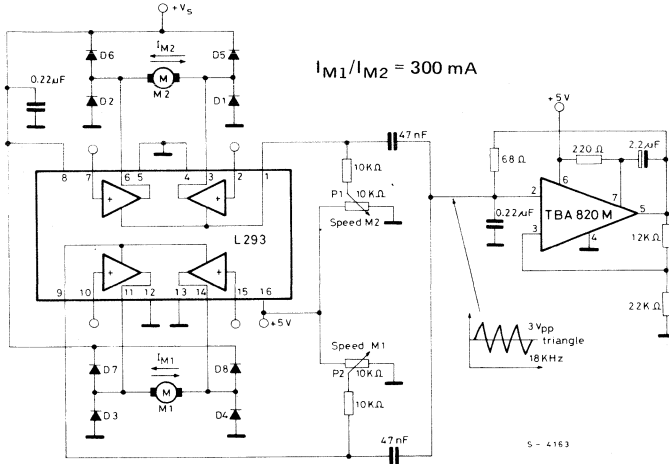 +VS
D6
IM2
D5
0.22µF
M
D2
M2
D1
IM1/IM2 = 300 mA
47nF
+5V
8
7
6
5
4
3
2
1
10KΩ
P1
10KΩ
Speed M2
68Ω
220Ω
2.2µF
6
7
2
TBA 820 M
5
3
4
0.22µF
12KΩ
22KΩ
L293
9
10
11
12
13
14
15
16
+5V
Speed M1
P2
10KΩ
10KΩ
3Vpp
triangle
18KHz
D7
IM1
D8
M
D3
M1
D4
47nF
S - 4163